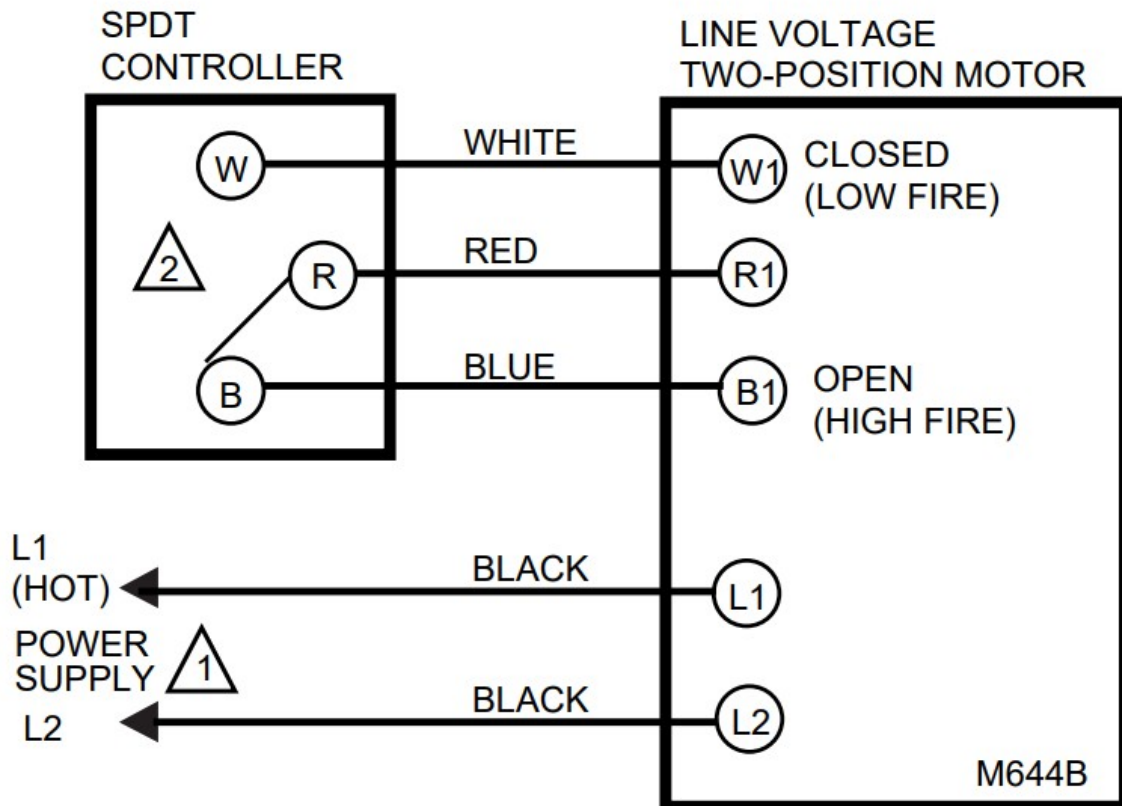 SPDT
CONTROLLER
LINE VOLTAGE
TWO-POSITION MOTOR
W
WHITE
W1
CLOSED
(LOW FIRE)
2
R
RED
R1
B
BLUE
B1
OPEN
(HIGH FIRE)
L1
(HOT)
BLACK
L1
POWER
SUPPLY
1
L2
BLACK
L2
M644B